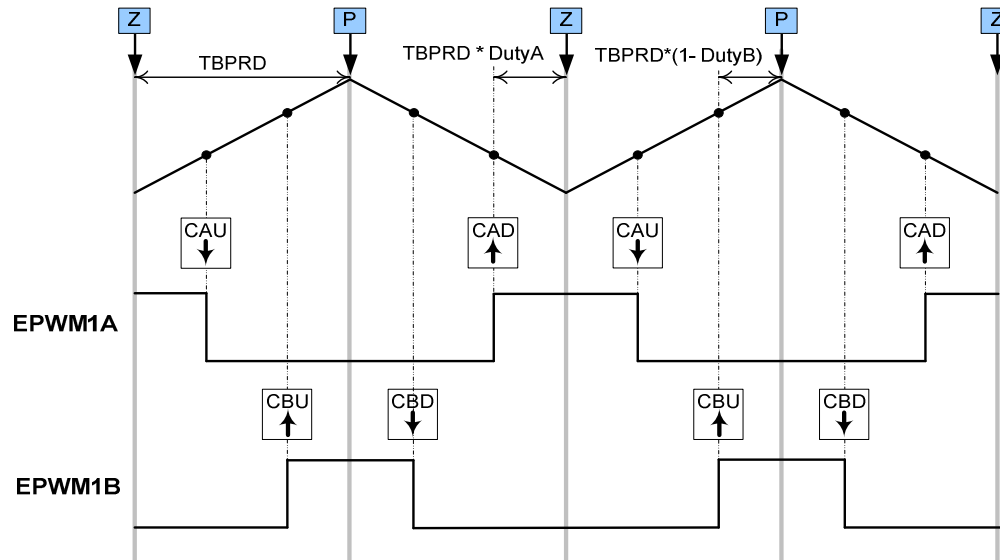 Z P Z P Z
TBPRD TBPRD * DutyA TBPRD*(1- DutyB)
CAU CAD CAU CAD
EPWM1A
CBU CBD CBU CBD
EPWM1B